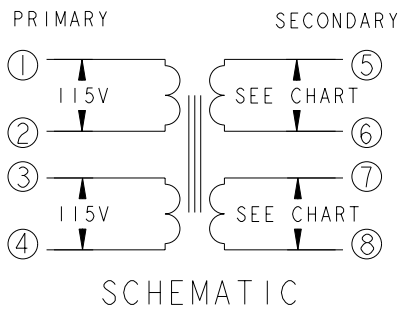 PRIMARY SECONDARY
1 5
115V SEE CHART
2 6
3 7
115V SEE CHART
4 8
SCHEMATIC